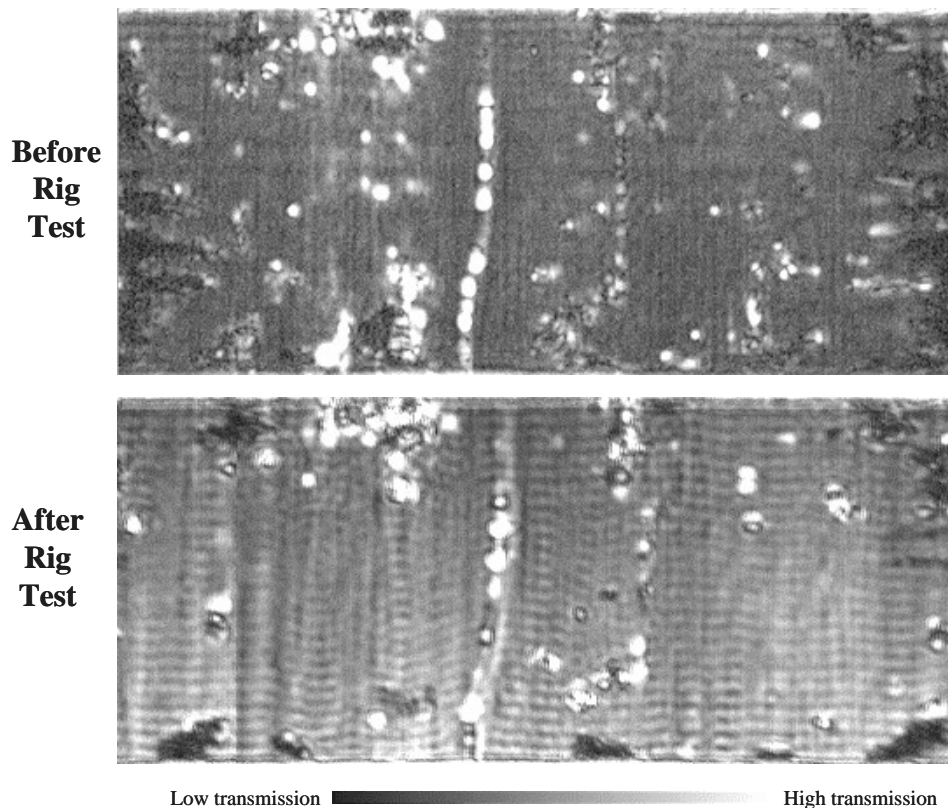 Before
Rig
Test
After
Rig
Test
Low transmission
High transmission